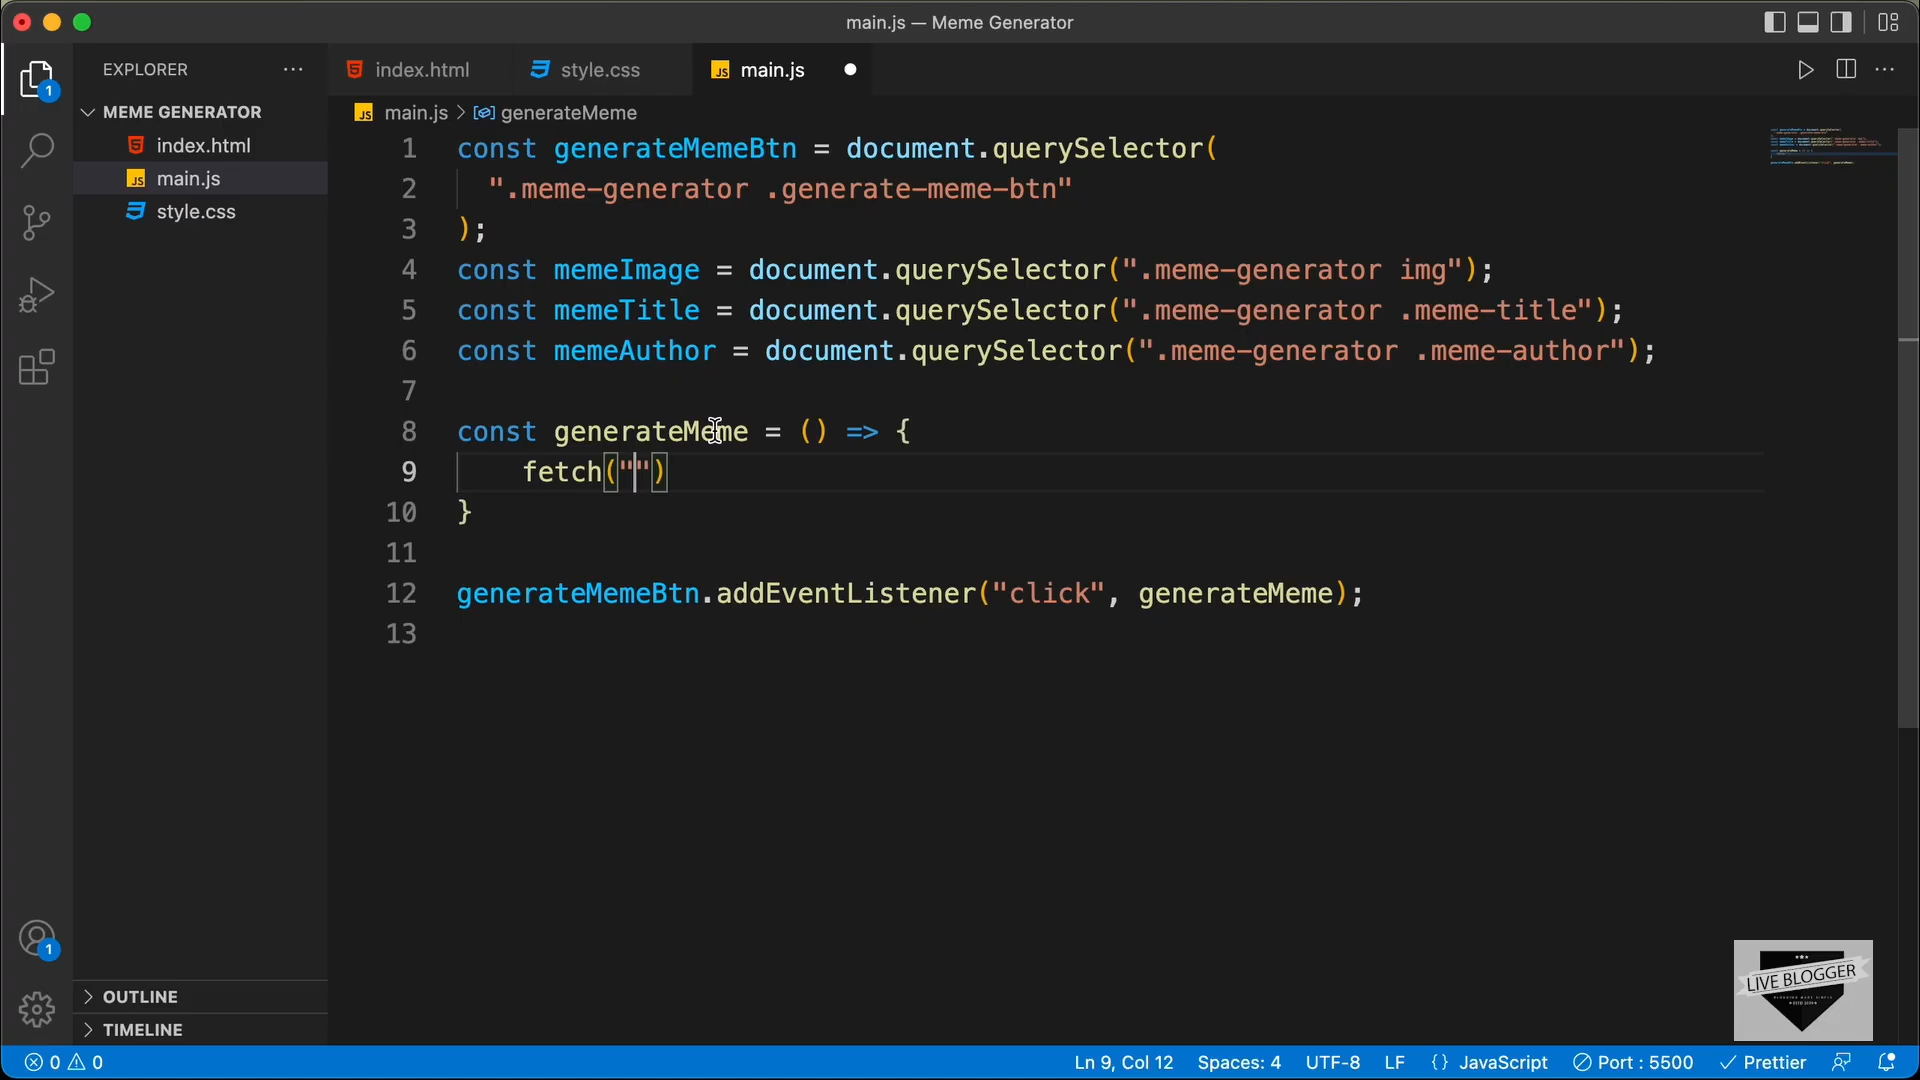 main.js — Meme Generator
EXPLORER
index.html
style.css
main.js
MEME GENERATOR
index.html
main.js
style.css
main.js > generateMeme
1 const generateMemeBtn = document.querySelector(
2 ".meme-generator .generate-meme-btn"
3 );
4 const memeImage = document.querySelector(".meme-generator img");
5 const memeTitle = document.querySelector(".meme-generator .meme-title");
6 const memeAuthor = document.querySelector(".meme-generator .meme-author");
7
8 const generateMeme = () => {
9 fetch("")
10 }
11
12 generateMemeBtn.addEventListener("click", generateMeme);
13
1
1
OUTLINE
TIMELINE
LIVE BLOGGER
0 0
Ln 9, Col 12
Spaces: 4
UTF-8
LF
{} JavaScript
Port : 5500
Prettier